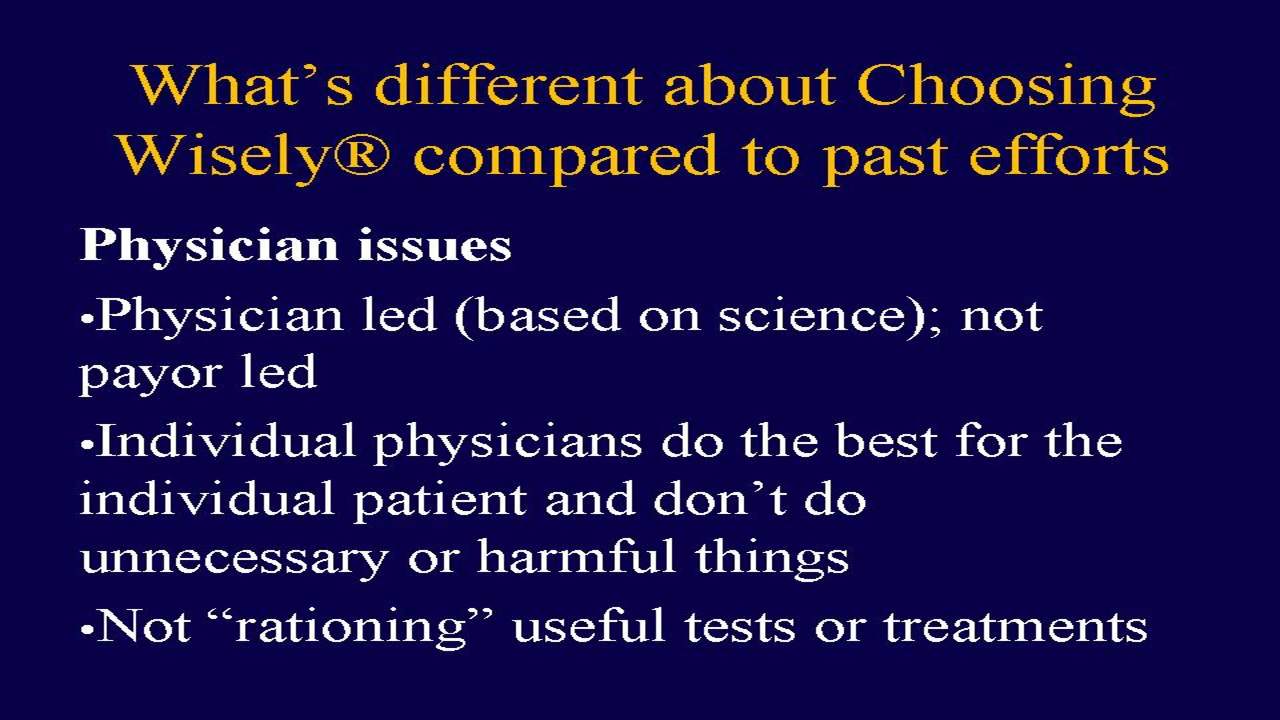 What’s different about Choosing
Wisely® compared to past efforts
Physician issues
•Physician led (based on science); not
payor led
•Individual physicians do the best for the
individual patient and don’t do
unnecessary or harmful things
•Not “rationing” useful tests or treatments